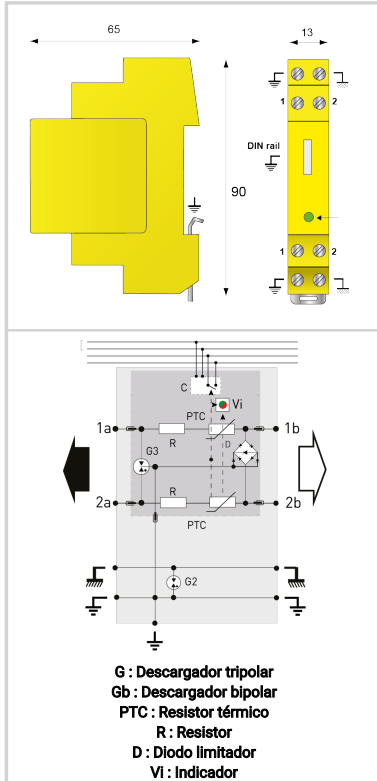 65
13
1
2
DIN rail
90
1
2
C
Vi
PTC
1a
1b
R
D
G3
R
2a
2b
PTC
G2
G : Descargador tripolar
Gb : Descargador bipolar
PTC : Resistor térmico
R : Resistor
D : Diodo limitador
Vi : Indicador